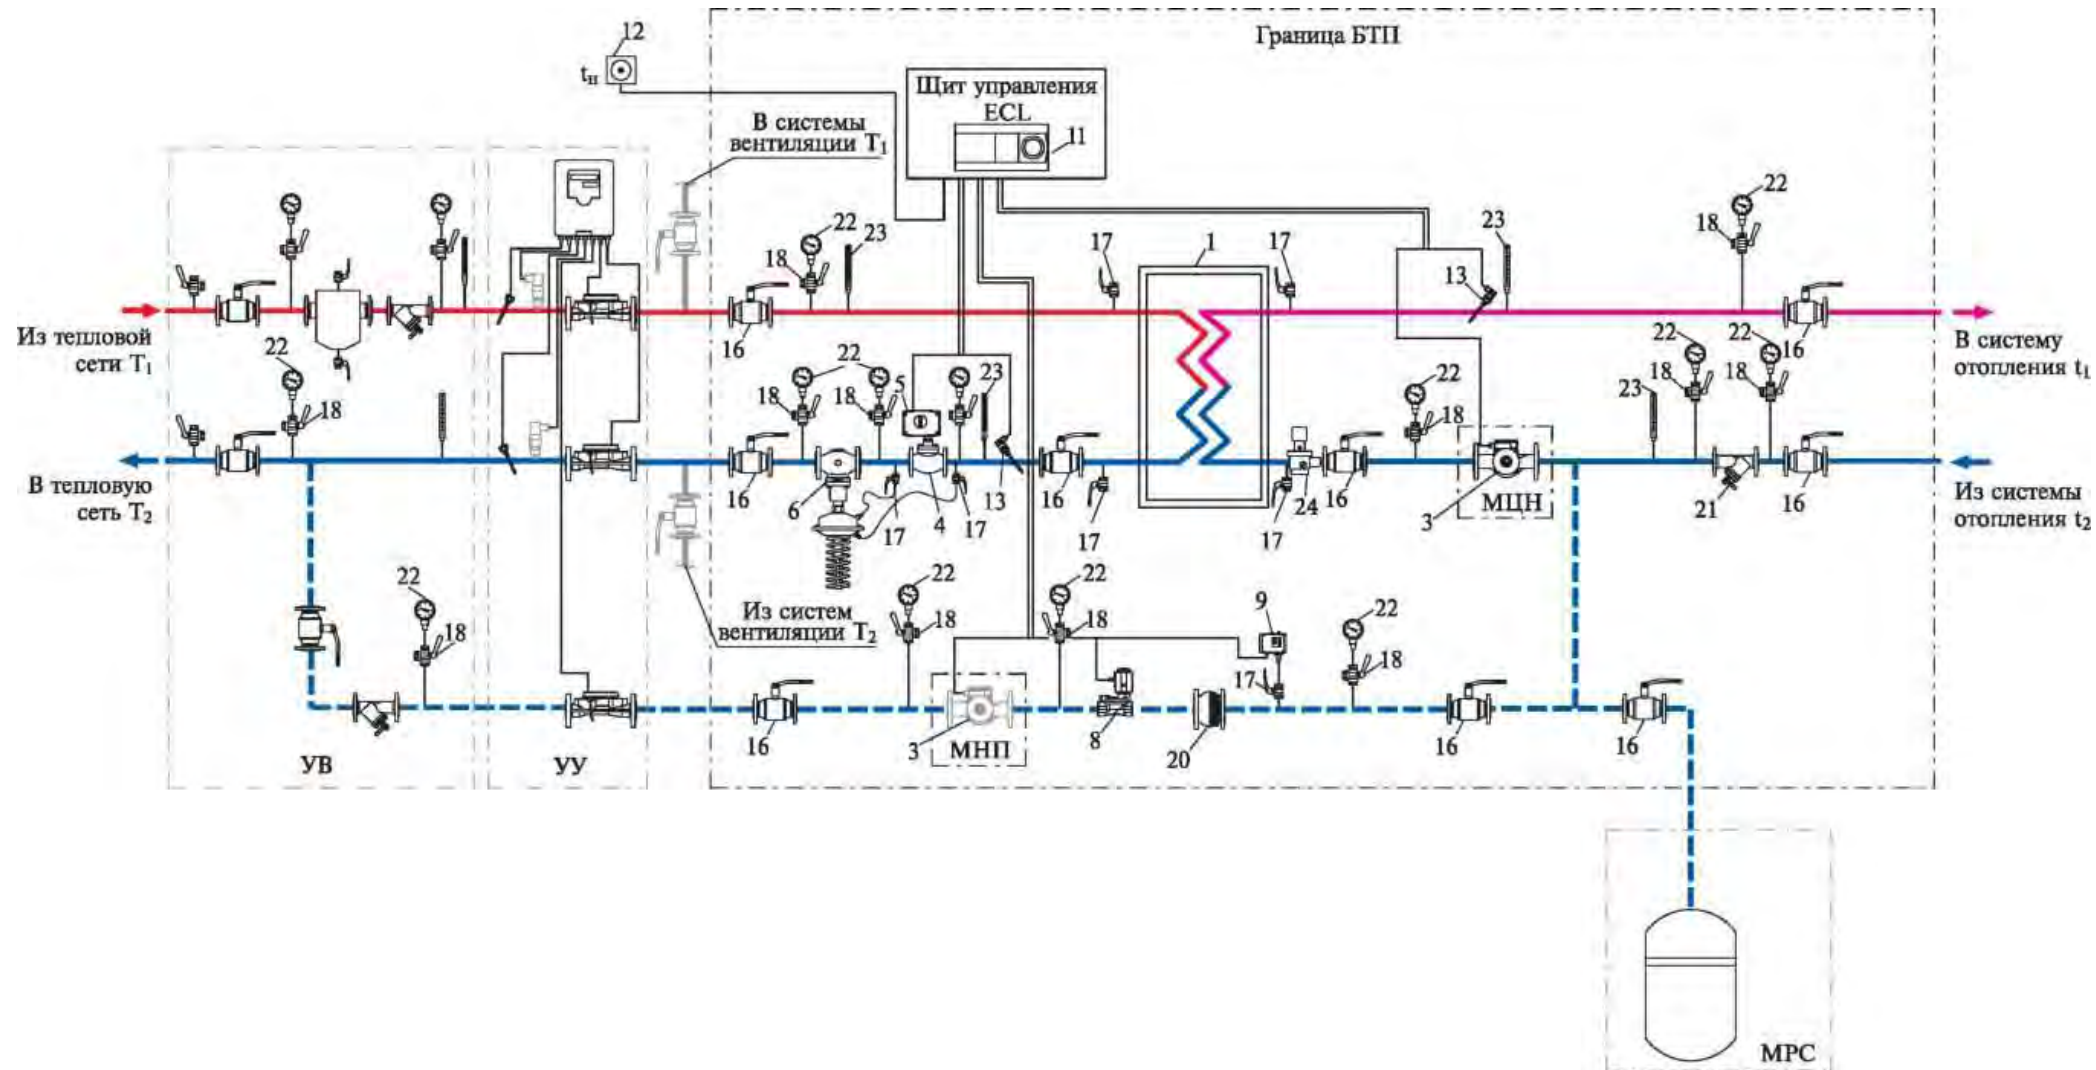 Граница БТП
12
tн
Щит управления
ECL
11
В системы
вентиляции T1
22
18
23
17
1
17
13
23
22
18
16
16
Из тепловой
сети T1
В систему
отопления t1
22
18
22
18
18
5
23
22
18
23
22
18
22
18
В тепловую
сеть T2
16
6
17
4
17
13
16
17
17
24
16
3
МЦН
21
16
Из системы
отопления t2
Из систем
вентиляции T2
22
18
22
18
22
18
9
17
22
18
16
3
МНП
8
20
16
16
УВ
УУ
МРС